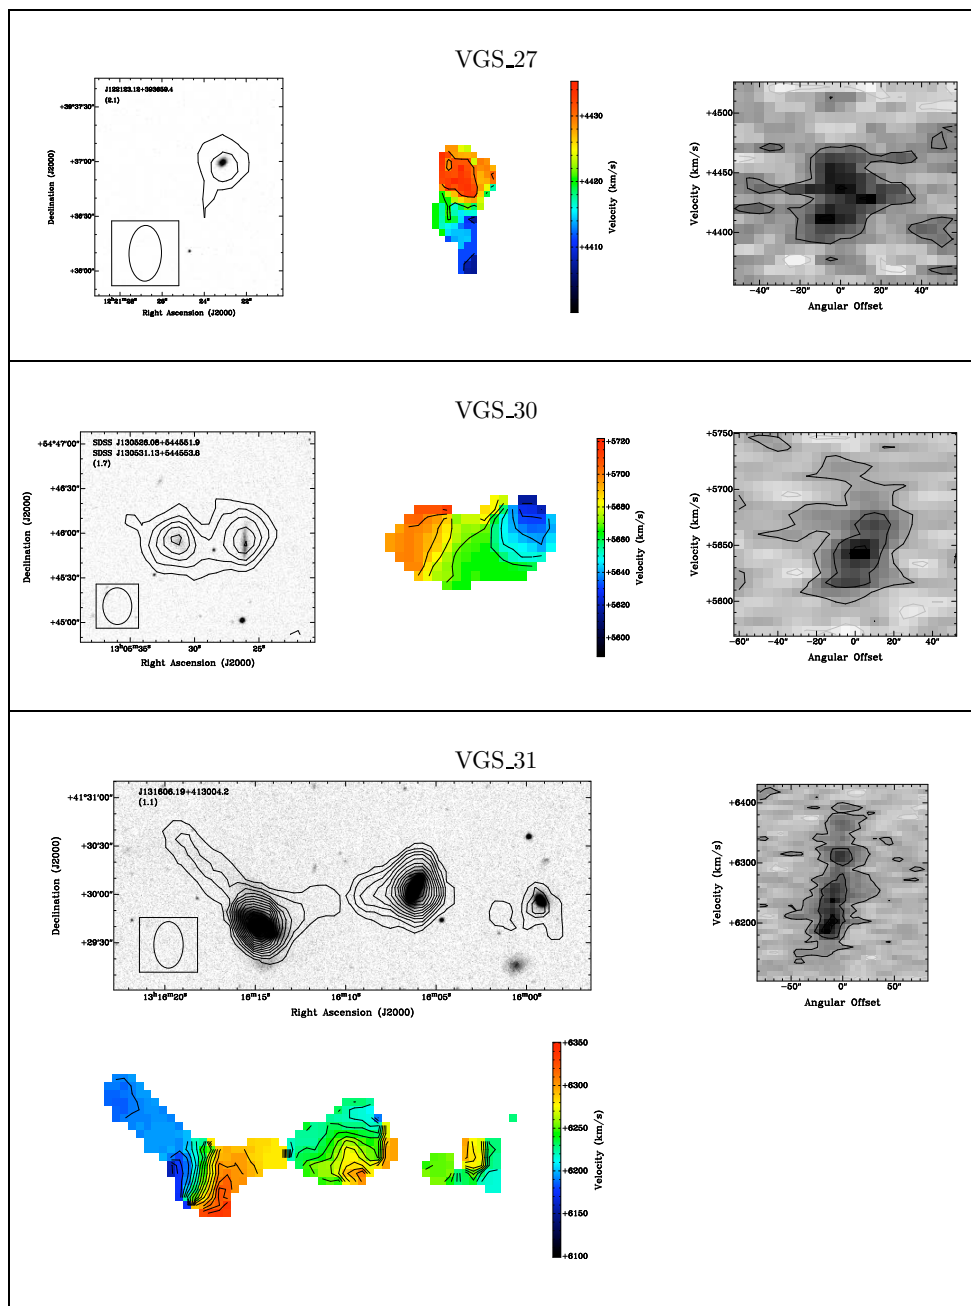 VGS_27
J122123.12+393659.4
(2.1)
+39°37'30"
+37'00"
+36'30"
+36'00"
Declination (J2000)
12ʰ21ᵐ28ˢ 26ˢ 24ˢ 22ˢ
Right Ascension (J2000)
+4430
+4420
+4410
Velocity (km/s)
+4500
+4450
+4400
Velocity (km/s)
−40" −20" 0" 20" 40"
Angular Offset
VGS_30
SDSS J130526.08+544551.9
SDSS J130531.13+544553.8
(1.7)
+54°47'00"
+46'30"
+46'00"
+45'30"
+45'00"
Declination (J2000)
13ʰ05ᵐ35ˢ 30ˢ 25ˢ
Right Ascension (J2000)
+5720
+5700
+5680
+5660
+5640
+5620
+5600
Velocity (km/s)
+5750
+5700
+5650
+5600
Velocity (km/s)
−60" −40" −20" 0" 20" 40"
Angular Offset
VGS_31
J131606.19+413004.2
(1.1)
+41°31'00"
+30'30"
+30'00"
+29'30"
Declination (J2000)
13ʰ16ᵐ20ˢ 16ᵐ15ˢ 16ᵐ10ˢ 16ᵐ05ˢ 16ᵐ00ˢ
Right Ascension (J2000)
+6400
+6300
+6200
Velocity (km/s)
−50" 0" 50"
Angular Offset
+6350
+6300
+6250
+6200
+6150
+6100
Velocity (km/s)